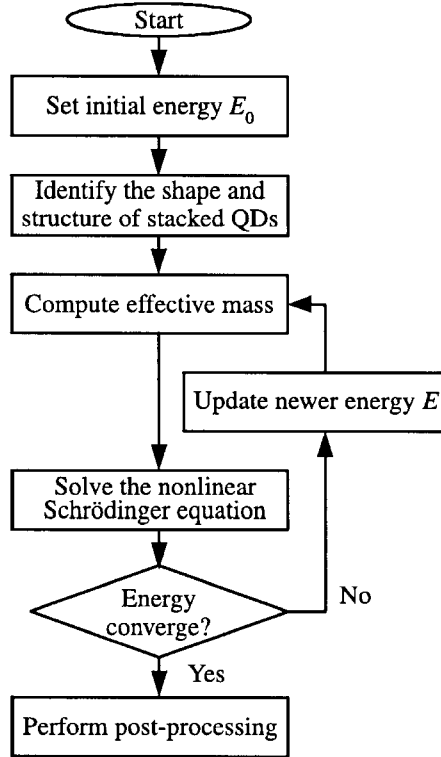 Start
Set initial energy E₀
Identify the shape and
structure of stacked QDs
Compute effective mass
Update newer energy E
Solve the nonlinear
Schrödinger equation
Energy
converge?
No
Yes
Perform post-processing